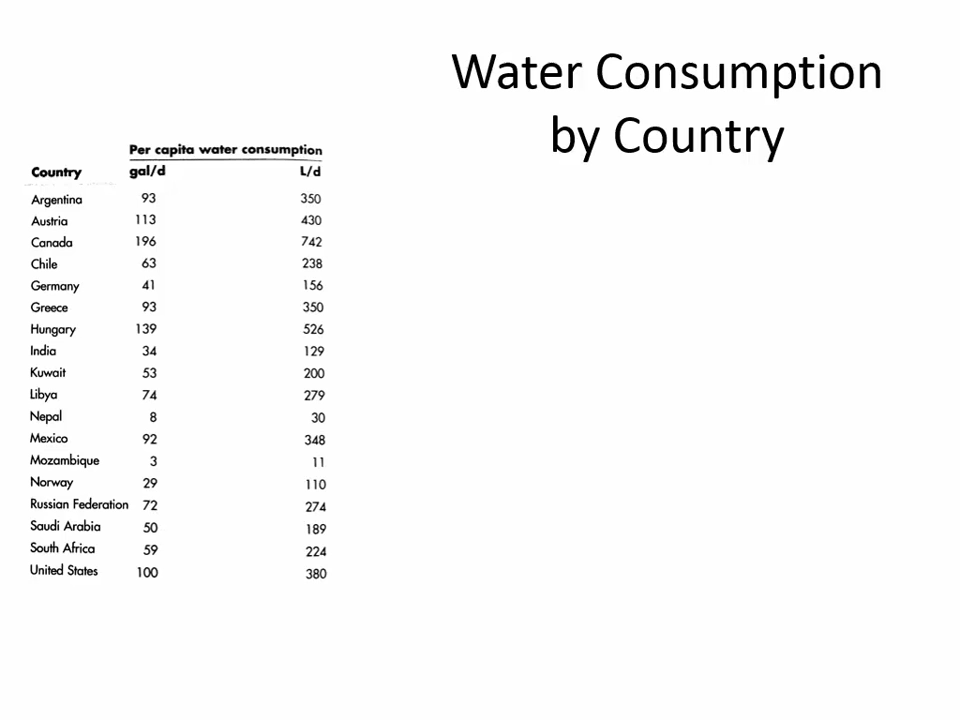 Water Consumption
by Country
Per capita water consumption
Country gal/d L/d
Argentina 93 350
Austria 113 430
Canada 196 742
Chile 63 238
Germany 41 156
Greece 93 350
Hungary 139 526
India 34 129
Kuwait 53 200
Libya 74 279
Nepal 8 30
Mexico 92 348
Mozambique 3 11
Norway 29 110
Russian Federation 72 274
Saudi Arabia 50 189
South Africa 59 224
United States 100 380